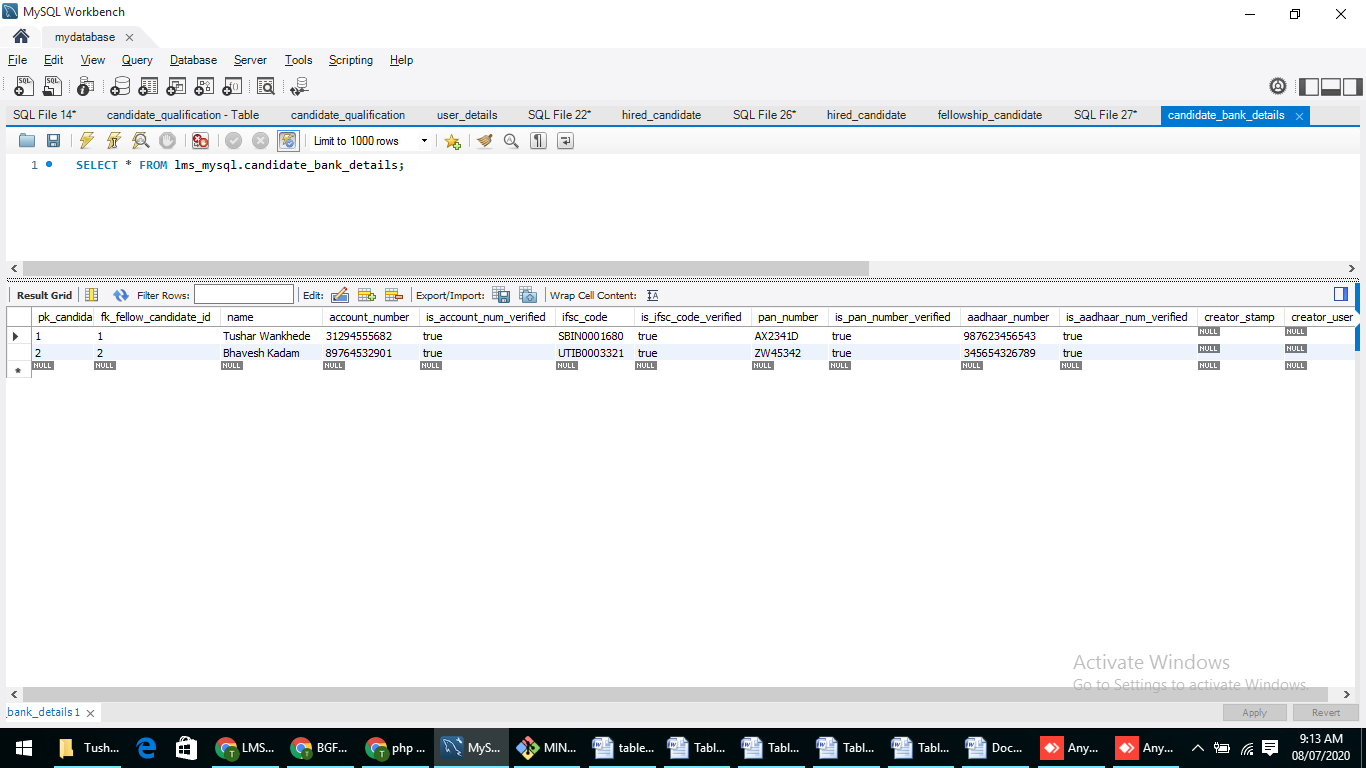 MySQL Workbench
mydatabase
File Edit View Query Database Server Tools Scripting Help
SQL File 14* candidate_qualification - Table candidate_qualification user_details SQL File 22* hired_candidate SQL File 26* hired_candidate fellowship_candidate SQL File 27* candidate_bank_details
Limit to 1000 rows
1 SELECT * FROM lms_mysql.candidate_bank_details;
Result Grid Filter Rows: Edit: Export/Import: Wrap Cell Content:
pk_candida fk_fellow_candidate_id name account_number is_account_num_verified ifsc_code is_ifsc_code_verified pan_number is_pan_number_verified aadhaar_number is_aadhaar_num_verified creator_stamp creator_user
1 1 Tushar Wankhede 31294555682 true SBIN0001680 true AX2341D true 987623456543 true NULL NULL
2 2 Bhavesh Kadam 89764532901 true UTIB0003321 true ZW45342 true 345654326789 true NULL NULL
NULL NULL NULL NULL NULL NULL NULL NULL NULL NULL NULL NULL NULL
Activate Windows
Go to Settings to activate Windows.
_bank_details 1
Apply Revert
Tush... LMS... BGF... php ... MyS... MIN... table... Tabl... Tabl... Tabl... Tabl... Doc... Any... Any...
9:13 AM
08/07/2020